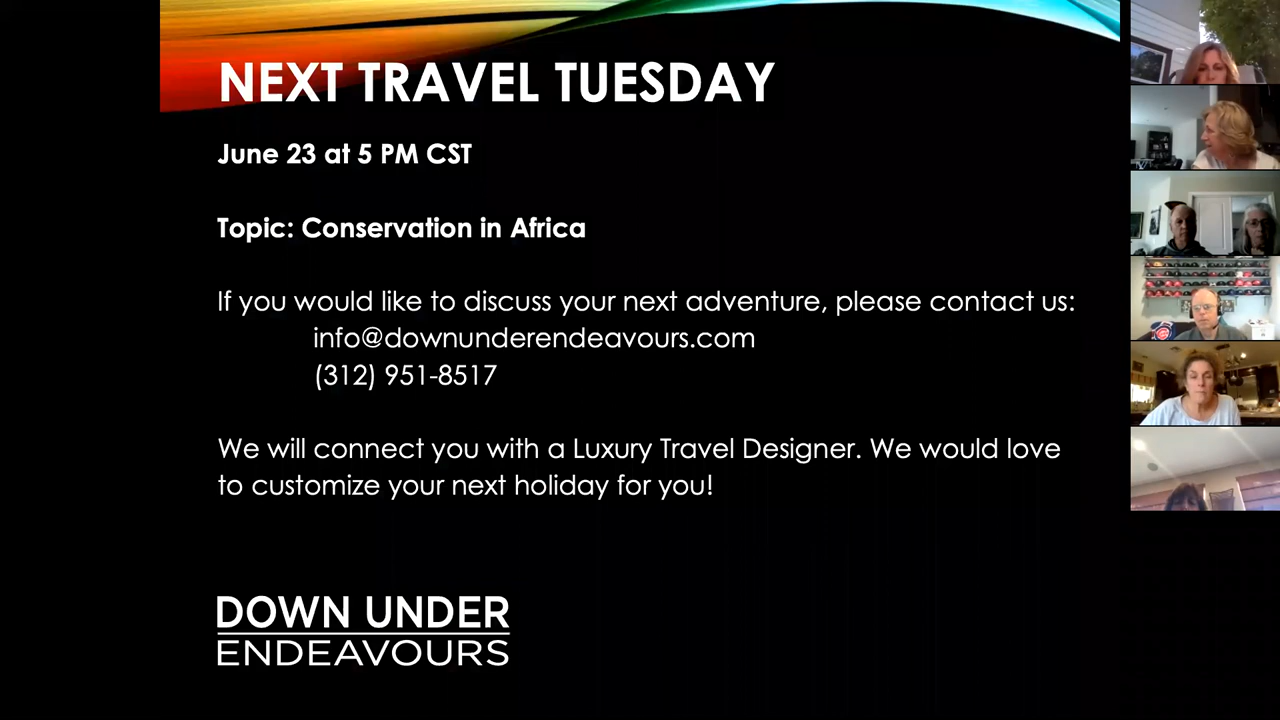 NEXT TRAVEL TUESDAY
June 23 at 5 PM CST
Topic: Conservation in Africa
If you would like to discuss your next adventure, please contact us:
info@downunderendeavours.com
(312) 951-8517
We will connect you with a Luxury Travel Designer. We would love
to customize your next holiday for you!
DOWN UNDER
ENDEAVOURS